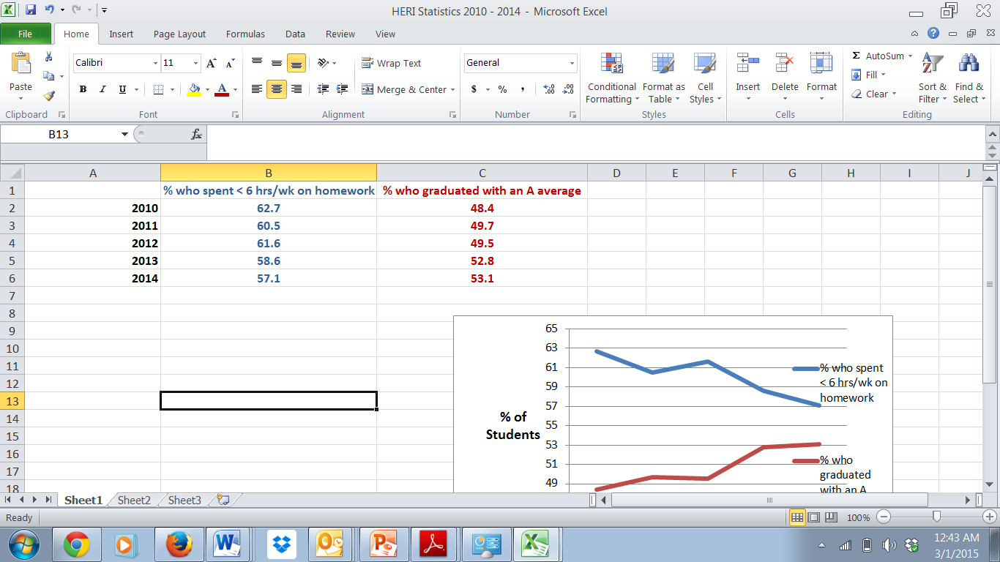 HERI Statistics 2010 - 2014 - Microsoft Excel
File Home Insert Page Layout Formulas Data Review View
Calibri 11 Wrap Text General AutoSum
Paste Conditional Formatting Format as Table Cell Styles Insert Delete Format Fill Sort & Filter Find & Select
B I U Merge & Center $ % , Clear
Clipboard Font Alignment Number Styles Cells Editing
B13 fx
A B C D E F G H I J
1 % who spent < 6 hrs/wk on homework % who graduated with an A average
2 2010 62.7 48.4
3 2011 60.5 49.7
4 2012 61.6 49.5
5 2013 58.6 52.8
6 2014 57.1 53.1
7
8
9
10
11
12
13
14
15
16
17
18
65
63
61
59
57
55
53
51
49
% of
Students
% who spent
< 6 hrs/wk on
homework
% who
graduated
with an A
Sheet1 Sheet2 Sheet3
Ready 100%
12:43 AM
3/1/2015